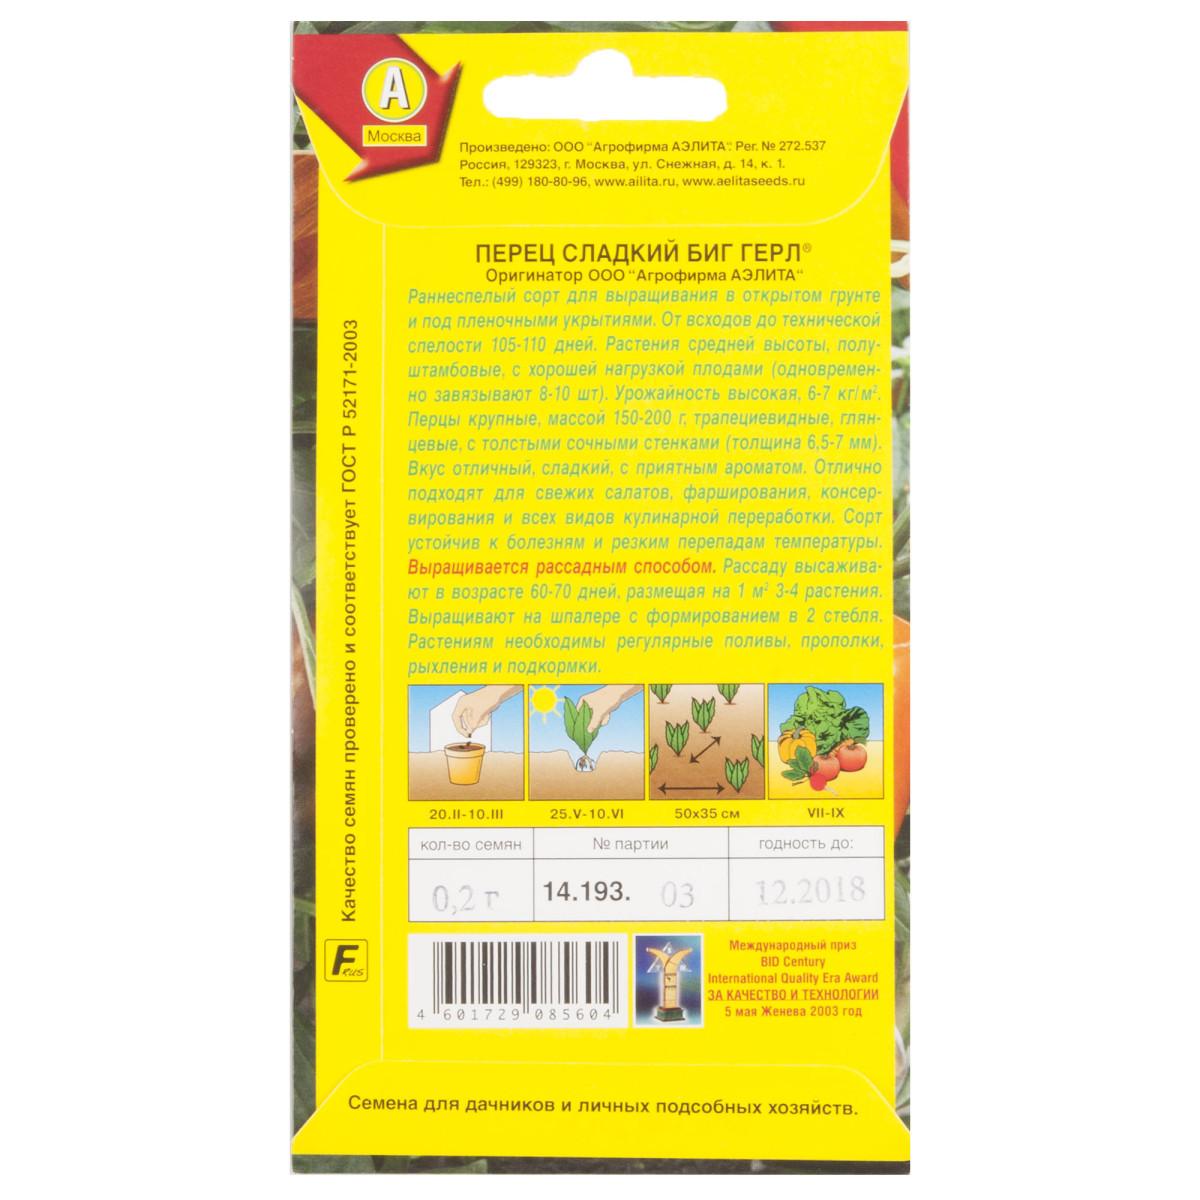 А
Москва
Произведено: ООО "Агрофирма АЭЛИТА". Рег. № 272.537
Россия, 129323, г. Москва, ул. Снежная, д. 14, к. 1.
Тел.: (499) 180-80-96, www.ailita.ru, www.aelitaseeds.ru
ПЕРЕЦ СЛАДКИЙ БИГ ГЕРЛ®
Оригинатор ООО "Агрофирма АЭЛИТА"
Раннеспелый сорт для выращивания в открытом грунте
и под пленочными укрытиями. От всходов до технической
спелости 105-110 дней. Растения средней высоты, полу-
штамбовые, с хорошей нагрузкой плодами (одновремен-
но завязывают 8-10 шт). Урожайность высокая, 6-7 кг/м².
Перцы крупные, массой 150-200 г, трапециевидные, глян-
цевые, с толстыми сочными стенками (толщина 6,5-7 мм).
Вкус отличный, сладкий, с приятным ароматом. Отлично
подходят для свежих салатов, фарширования, консер-
вирования и всех видов кулинарной переработки. Сорт
устойчив к болезням и резким перепадам температуры.
Выращивается рассадным способом. Рассаду высажива-
ют в возрасте 60-70 дней, размещая на 1 м² 3-4 растения.
Выращивают на шпалере с формированием в 2 стебля.
Растениям необходимы регулярные поливы, прополки,
рыхления и подкормки.
20.II-10.III 25.V-10.VI 50х35 см VII-IX
кол-во семян № партии годность до:
0,2 г 14.193. 03 12.2018
Качество семян проверено и соответствует ГОСТ Р 52171-2003
F RUS
4 601729 085604
Международный приз
BID Century
International Quality Era Award
ЗА КАЧЕСТВО И ТЕХНОЛОГИИ
5 мая Женева 2003 год
Семена для дачников и личных подсобных хозяйств.